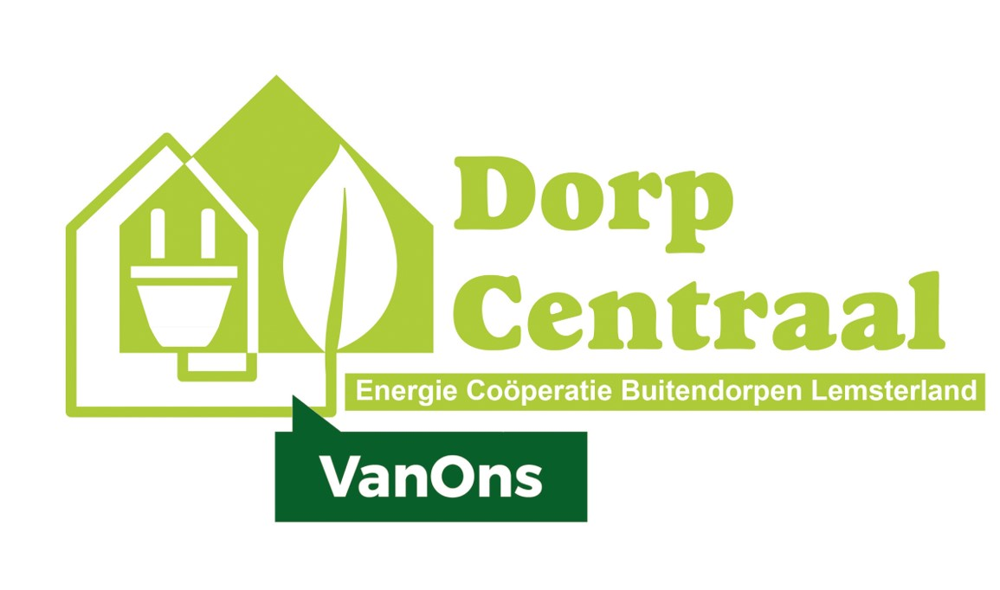 Dorp
Centraal
Energie Coöperatie Buitendorpen Lemsterland
VanOns